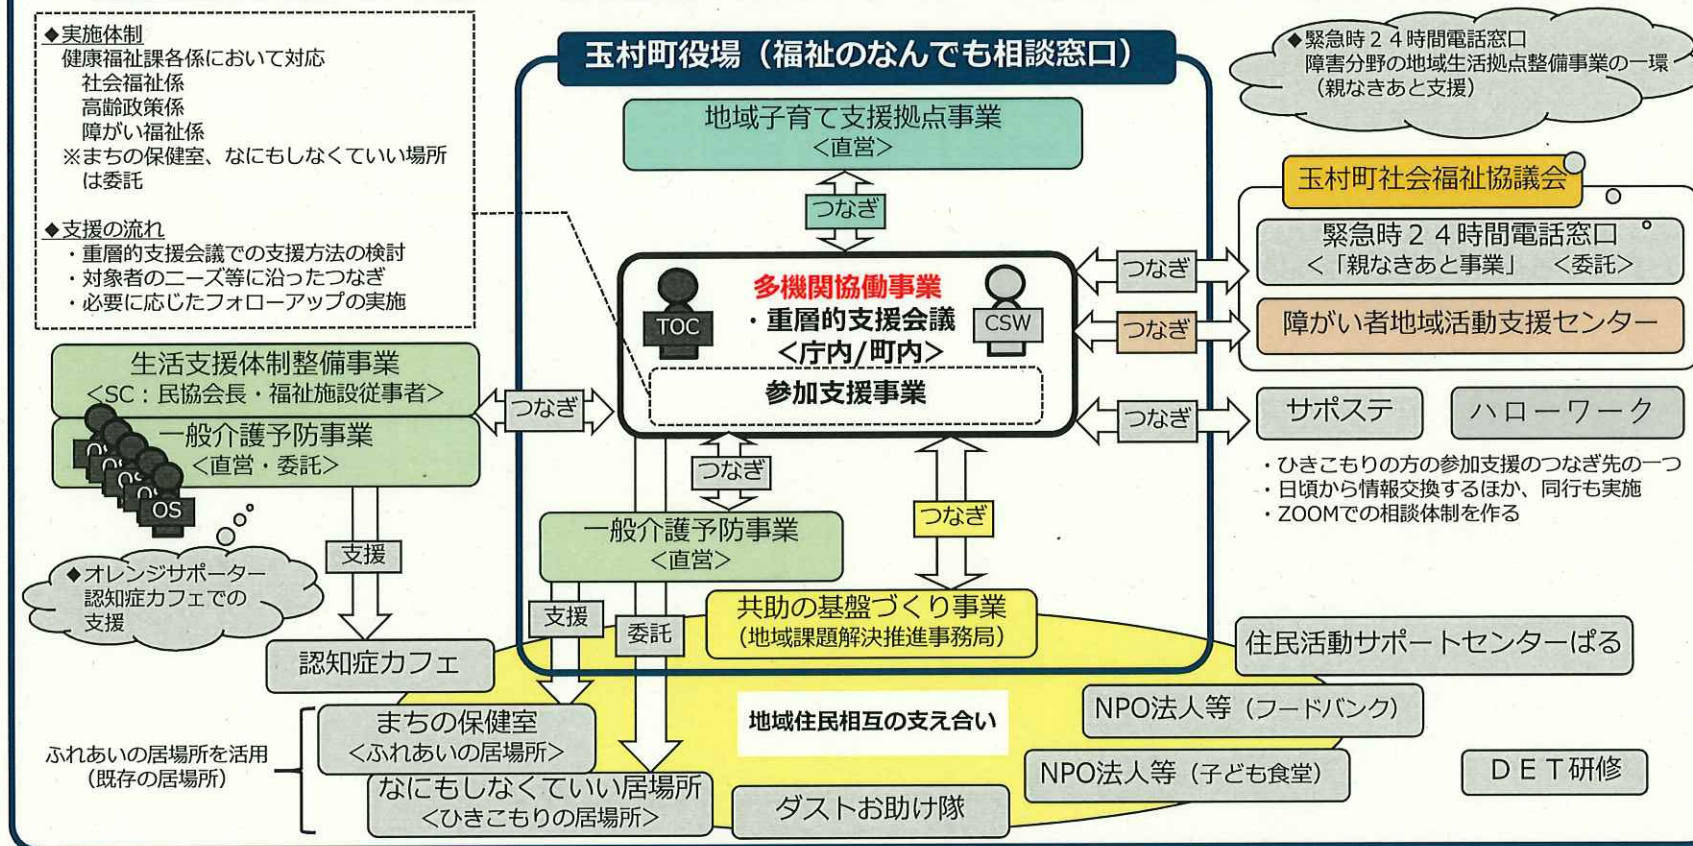 ◆実施体制
健康福祉課各係において対応
社会福祉係
高齢政策係
障がい福祉係
※まちの保健室、なにもしなくていい場所
は委託
◆支援の流れ
・重層的支援会議での支援方法の検討
・対象者のニーズ等に沿ったつなぎ
・必要に応じたフォローアップの実施
玉村町役場（福祉のなんでも相談窓口）
地域子育て支援拠点事業
＜直営＞
つなぎ
◆緊急時２４時間電話窓口
障害分野の地域生活拠点整備事業の一環
（親なきあと支援）
玉村町社会福祉協議会
緊急時２４時間電話窓口
＜「親なきあと事業」　＜委託＞
つなぎ
障がい者地域活動支援センター
つなぎ
TOC
多機関協働事業
・重層的支援会議
＜庁内/町内＞
CSW
参加支援事業
生活支援体制整備事業
＜SC：民協会長・福祉施設従事者＞
一般介護予防事業
＜直営・委託＞
OS
つなぎ
つなぎ
サポステ
ハローワーク
・ひきこもりの方の参加支援のつなぎ先の一つ
・日頃から情報交換するほか、同行も実施
・ZOOMでの相談体制を作る
つなぎ
つなぎ
一般介護予防事業
＜直営＞
支援
◆オレンジサポーター
認知症カフェでの
支援
支援
委託
共助の基盤づくり事業
（地域課題解決推進事務局）
認知症カフェ
住民活動サポートセンターぱる
まちの保健室
＜ふれあいの居場所＞
地域住民相互の支え合い
NPO法人等（フードバンク）
ふれあいの居場所を活用
（既存の居場所）
なにもしなくていい居場所
＜ひきこもりの居場所＞
ダストお助け隊
NPO法人等（子ども食堂）
ＤＥＴ研修